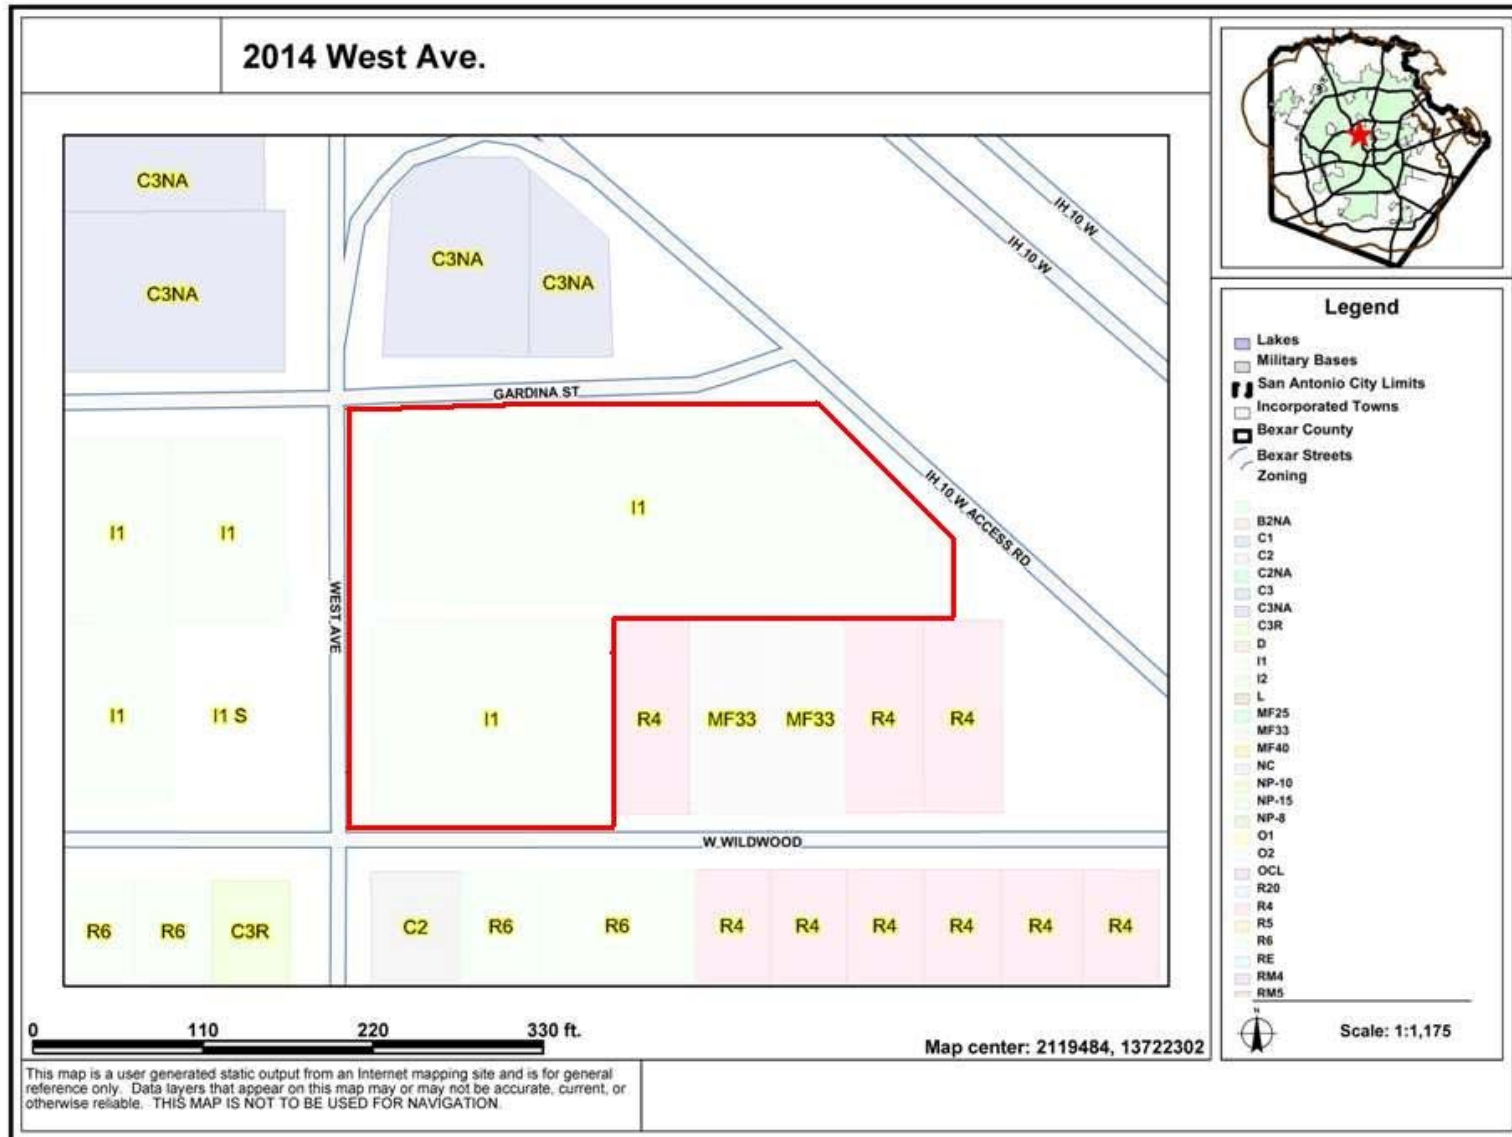 2014 West Ave.
C3NA
C3NA
C3NA
C3NA
IH 10 W
IH 10 W
GARDINA ST
IH 10 W ACCESS RD
WEST AVE
I1
I1
I1
I1
I1 S
I1
R4
MF33
MF33
R4
R4
W WILDWOOD
R6
R6
C3R
C2
R6
R6
R4
R4
R4
R4
R4
R4
0 110 220 330 ft.
Map center: 2119484, 13722302
This map is a user generated static output from an Internet mapping site and is for general
reference only. Data layers that appear on this map may or may not be accurate, current, or
otherwise reliable. THIS MAP IS NOT TO BE USED FOR NAVIGATION.
Legend
Lakes
Military Bases
San Antonio City Limits
Incorporated Towns
Bexar County
Bexar Streets
Zoning
B2NA
C1
C2
C2NA
C3
C3NA
C3R
D
I1
I2
L
MF25
MF33
MF40
NC
NP-10
NP-15
NP-8
O1
O2
OCL
R20
R4
R5
R6
RE
RM4
RM5
N
Scale: 1:1,175